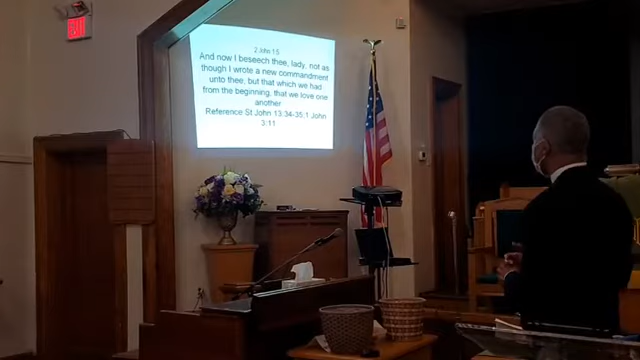 EXIT
2 John 1:5
And now I beseech thee, lady, not as
though I wrote a new commandment
unto thee, but that which we had
from the beginning, that we love one
another
Reference St John 13:34-35;1 John
3:11